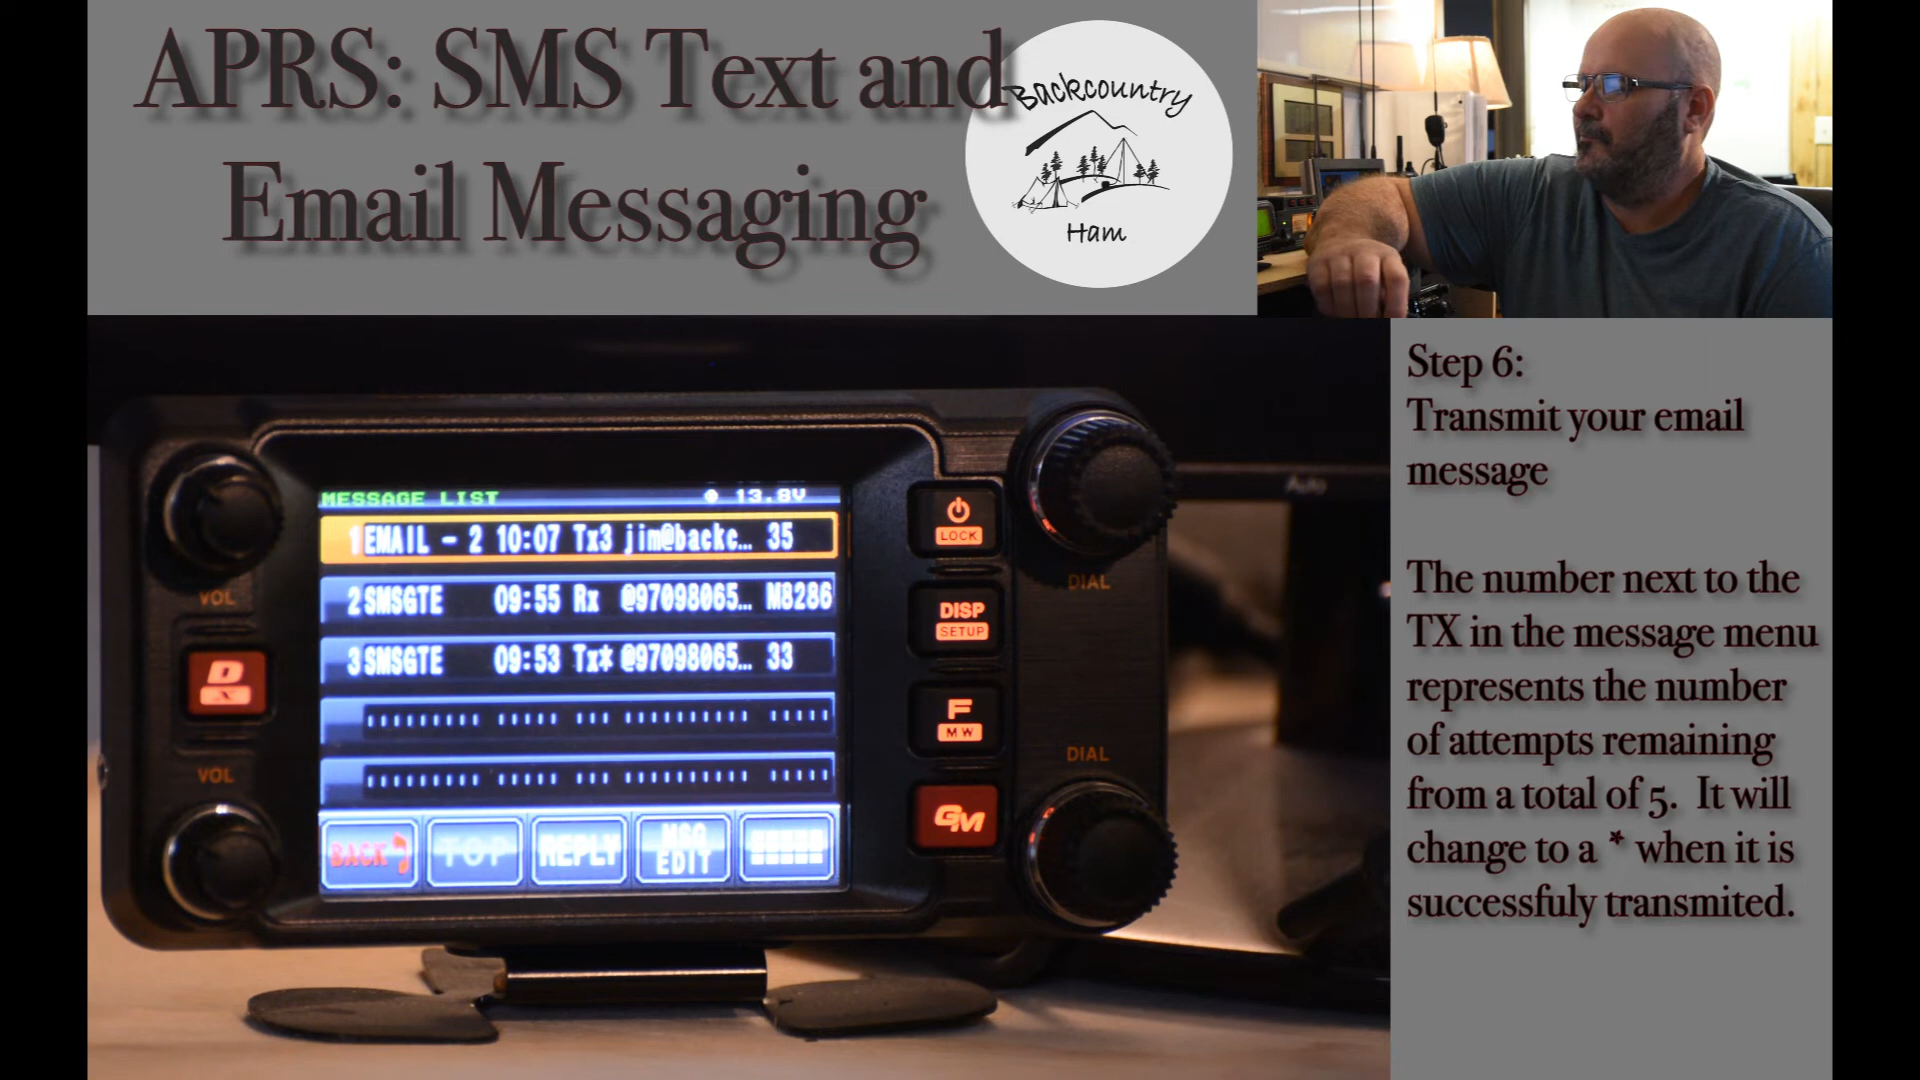 APRS: SMS Text and
Email Messaging
Backcountry
Ham
Step 6:
Transmit your email
message
The number next to the
TX in the message menu
represents the number
of attempts remaining
from a total of 5. It will
change to a * when it is
successfuly transmited.
MESSAGE LIST 13.8V
1 EMAIL - 2 10:07 Tx3 jim@backc... 35
2 SMSGTE 09:55 Rx @97098065... M8286
3 SMSGTE 09:53 Tx* @97098065... 33
BACK TOP REPLY MSG EDIT
VOL
VOL
D
X
LOCK
DISP
SETUP
F
MW
GM
DIAL
DIAL
Auto